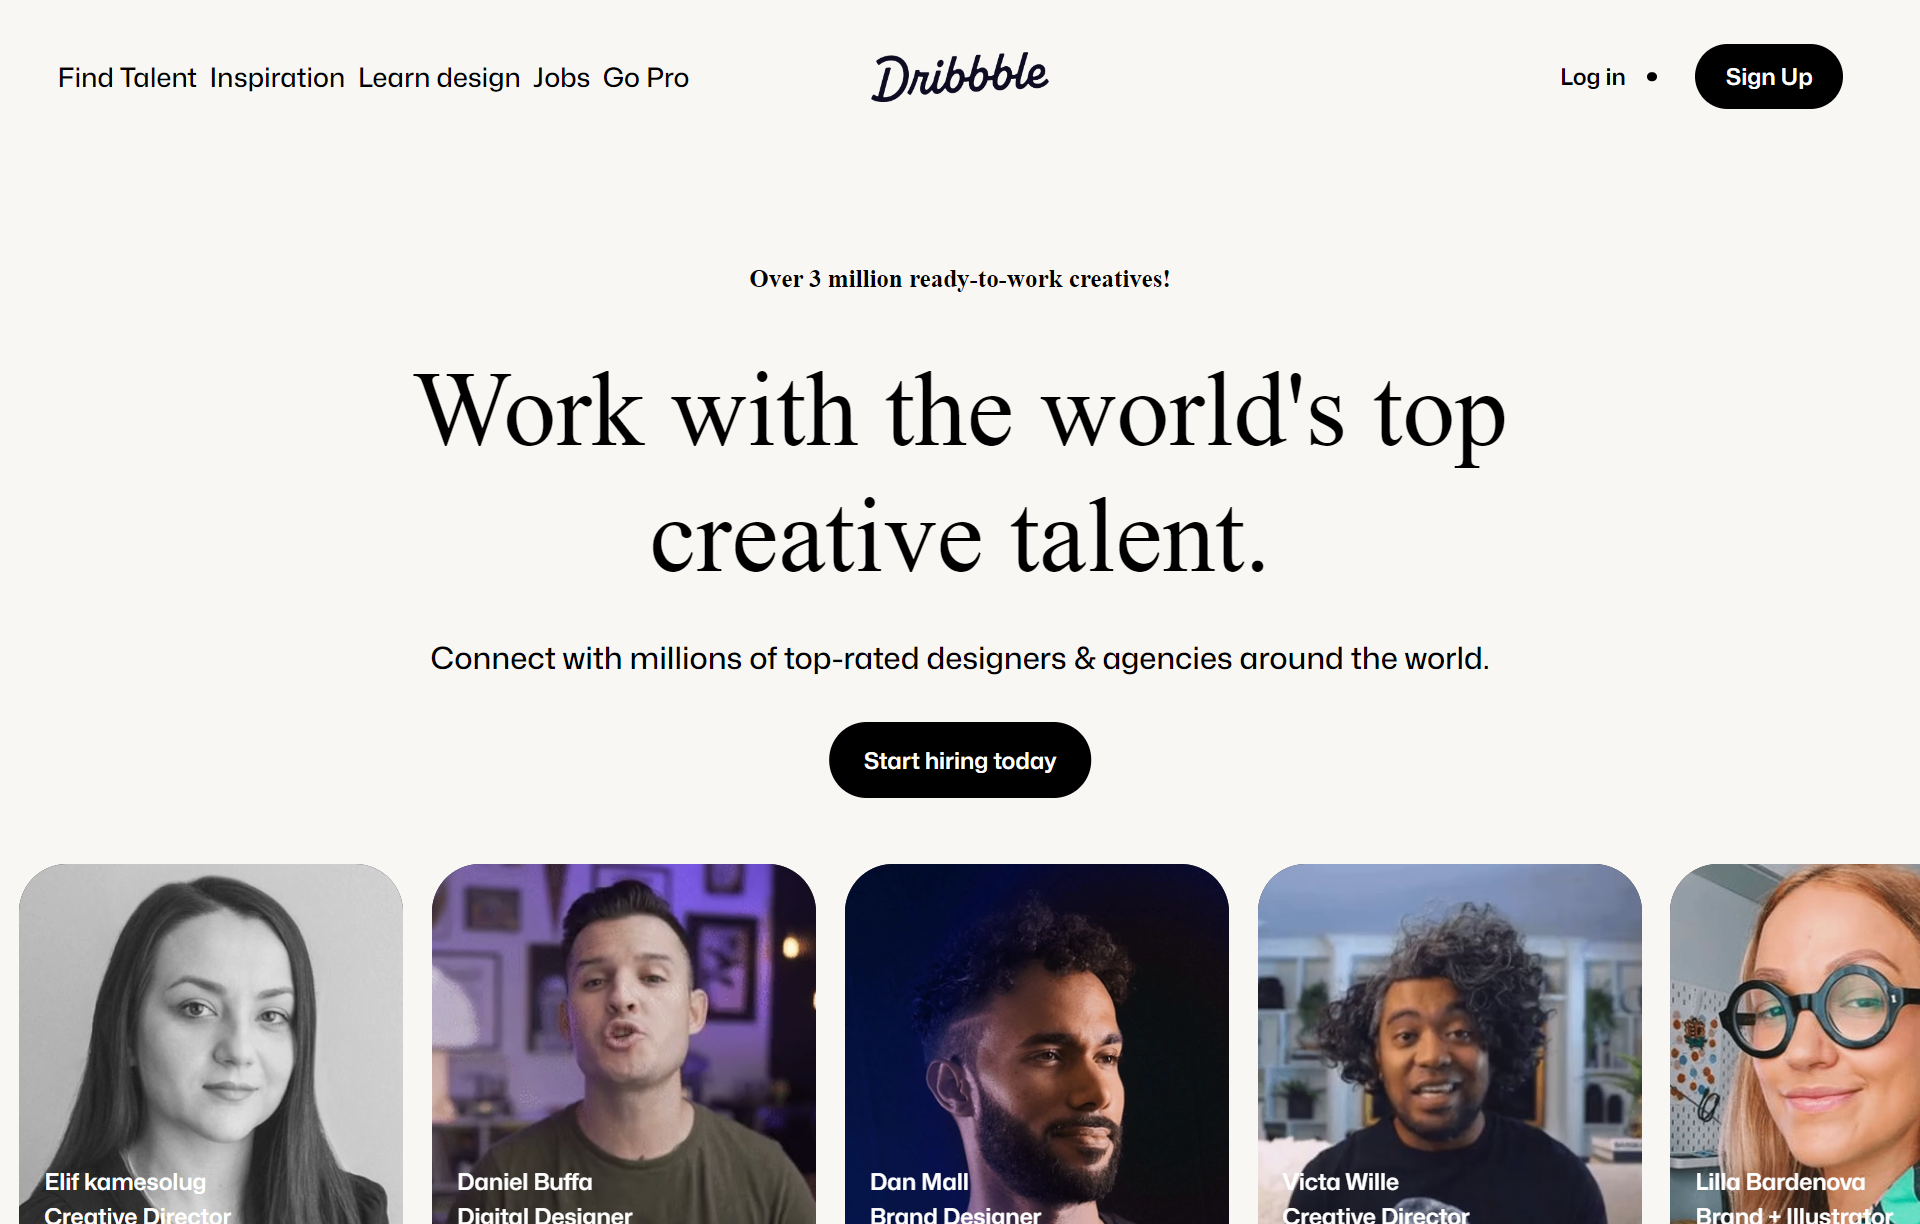 Find Talent Inspiration Learn design Jobs Go Pro
Dribbble
Log in • Sign Up
Over 3 million ready-to-work creatives!
Work with the world's top
creative talent.
Connect with millions of top-rated designers & agencies around the world.
Start hiring today
Elif kamesolug
Creative Director
Daniel Buffa
Digital Designer
Dan Mall
Brand Designer
Victa Wille
Creative Director
Lilla Bardenova
Brand + Illustrator